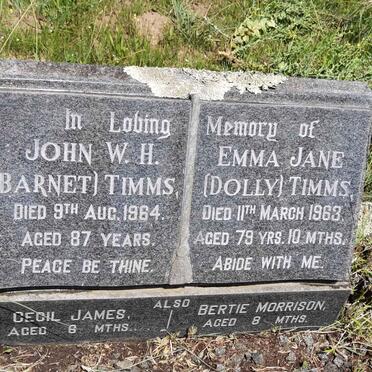 In Loving Memory of
JOHN W. H.
(BARNET) TIMMS,
DIED 9TH AUG, 1964.
AGED 87 YEARS.
PEACE BE THINE.
EMMA JANE
(DOLLY) TIMMS.
DIED 11TH MARCH 1963.
AGED 79 YRS. 10 MTHS.
ABIDE WITH ME.
ALSO
CECIL JAMES,
AGED 6 MTHS.
BERTIE MORRISON,
AGED 8 MTHS.